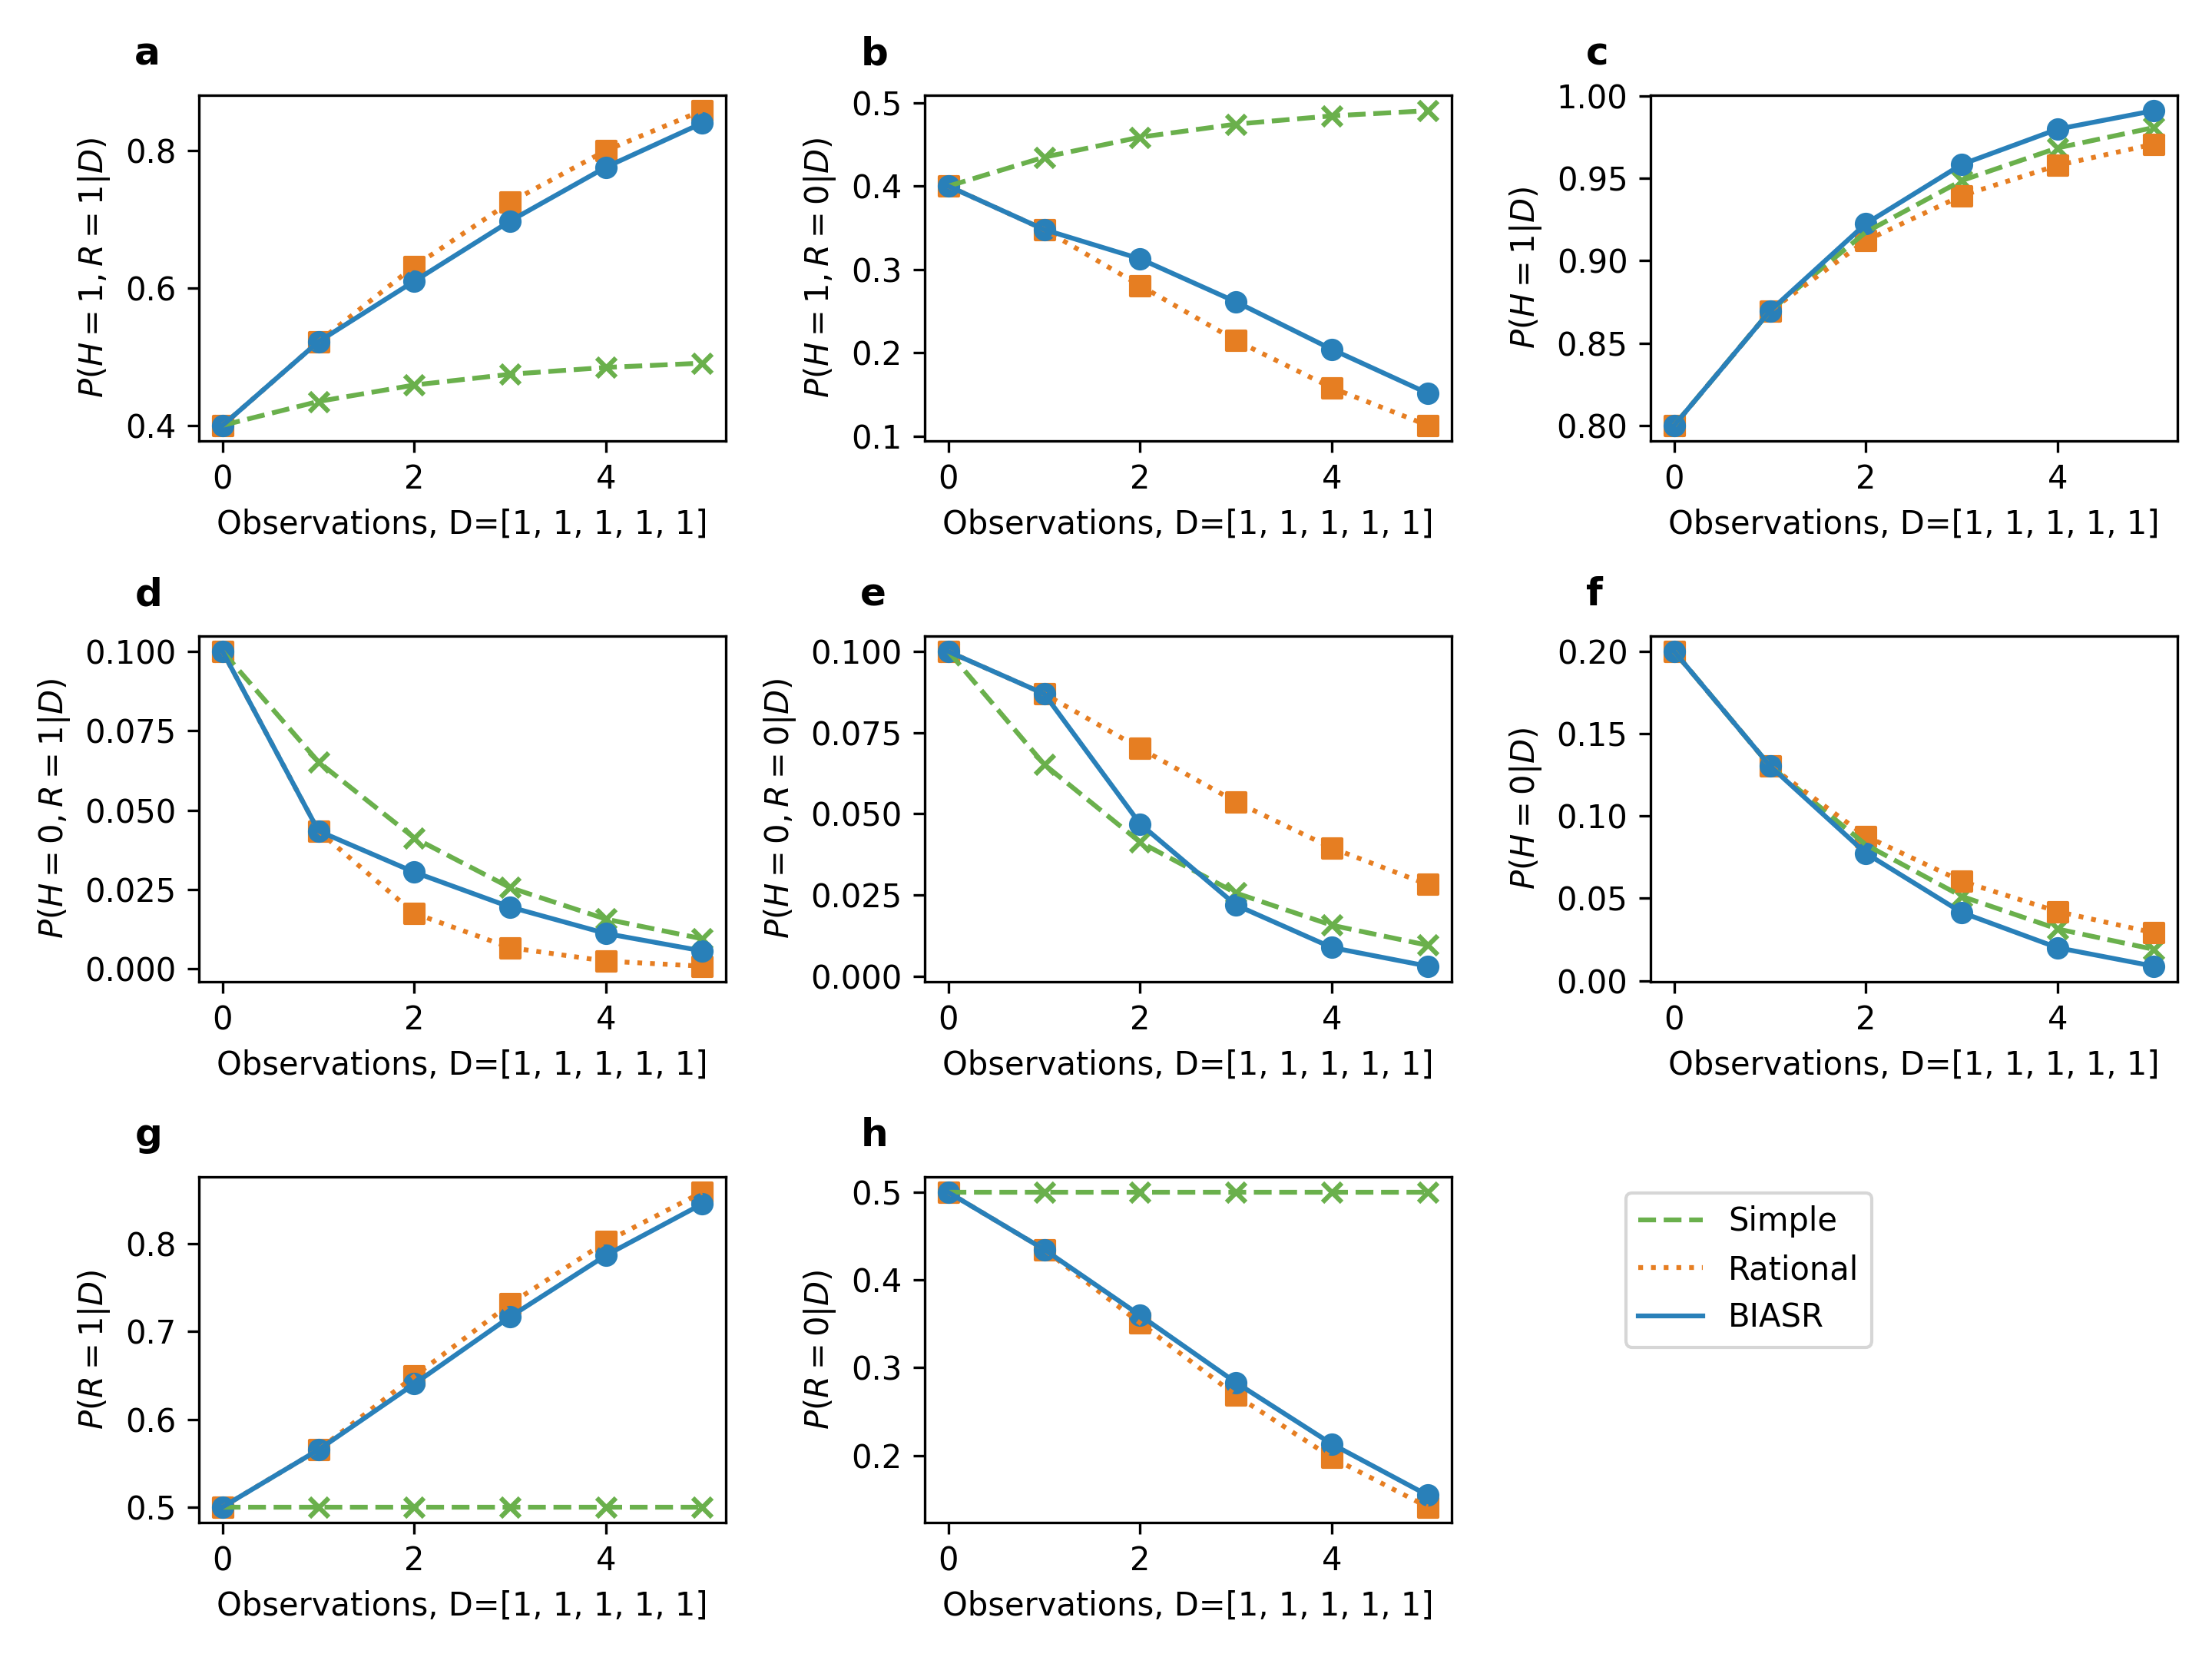 a
P(H = 1, R = 1|D)
0.8
0.6
0.4
0 2 4
Observations, D=[1, 1, 1, 1, 1]
b
P(H = 1, R = 0|D)
0.5
0.4
0.3
0.2
0.1
0 2 4
Observations, D=[1, 1, 1, 1, 1]
c
P(H = 1|D)
1.00
0.95
0.90
0.85
0.80
0 2 4
Observations, D=[1, 1, 1, 1, 1]
d
P(H = 0, R = 1|D)
0.100
0.075
0.050
0.025
0.000
0 2 4
Observations, D=[1, 1, 1, 1, 1]
e
P(H = 0, R = 0|D)
0.100
0.075
0.050
0.025
0.000
0 2 4
Observations, D=[1, 1, 1, 1, 1]
f
P(H = 0|D)
0.20
0.15
0.10
0.05
0.00
0 2 4
Observations, D=[1, 1, 1, 1, 1]
g
P(R = 1|D)
0.8
0.7
0.6
0.5
0 2 4
Observations, D=[1, 1, 1, 1, 1]
h
P(R = 0|D)
0.5
0.4
0.3
0.2
0 2 4
Observations, D=[1, 1, 1, 1, 1]
Simple
Rational
BIASR